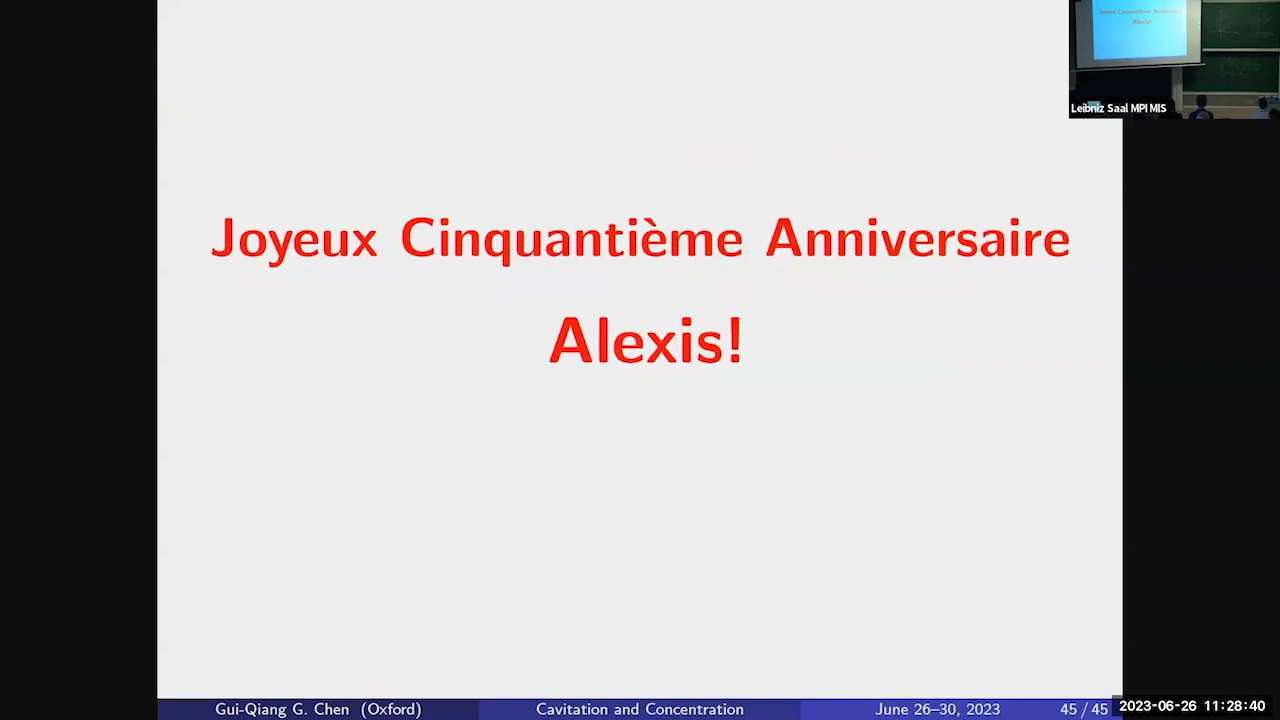 Joyeux Cinquantième Anniversaire
Alexis!
Leibniz Saal MPI MIS
Gui-Qiang G. Chen (Oxford) Cavitation and Concentration June 26–30, 2023 45 / 45
2023-06-26 11:28:40